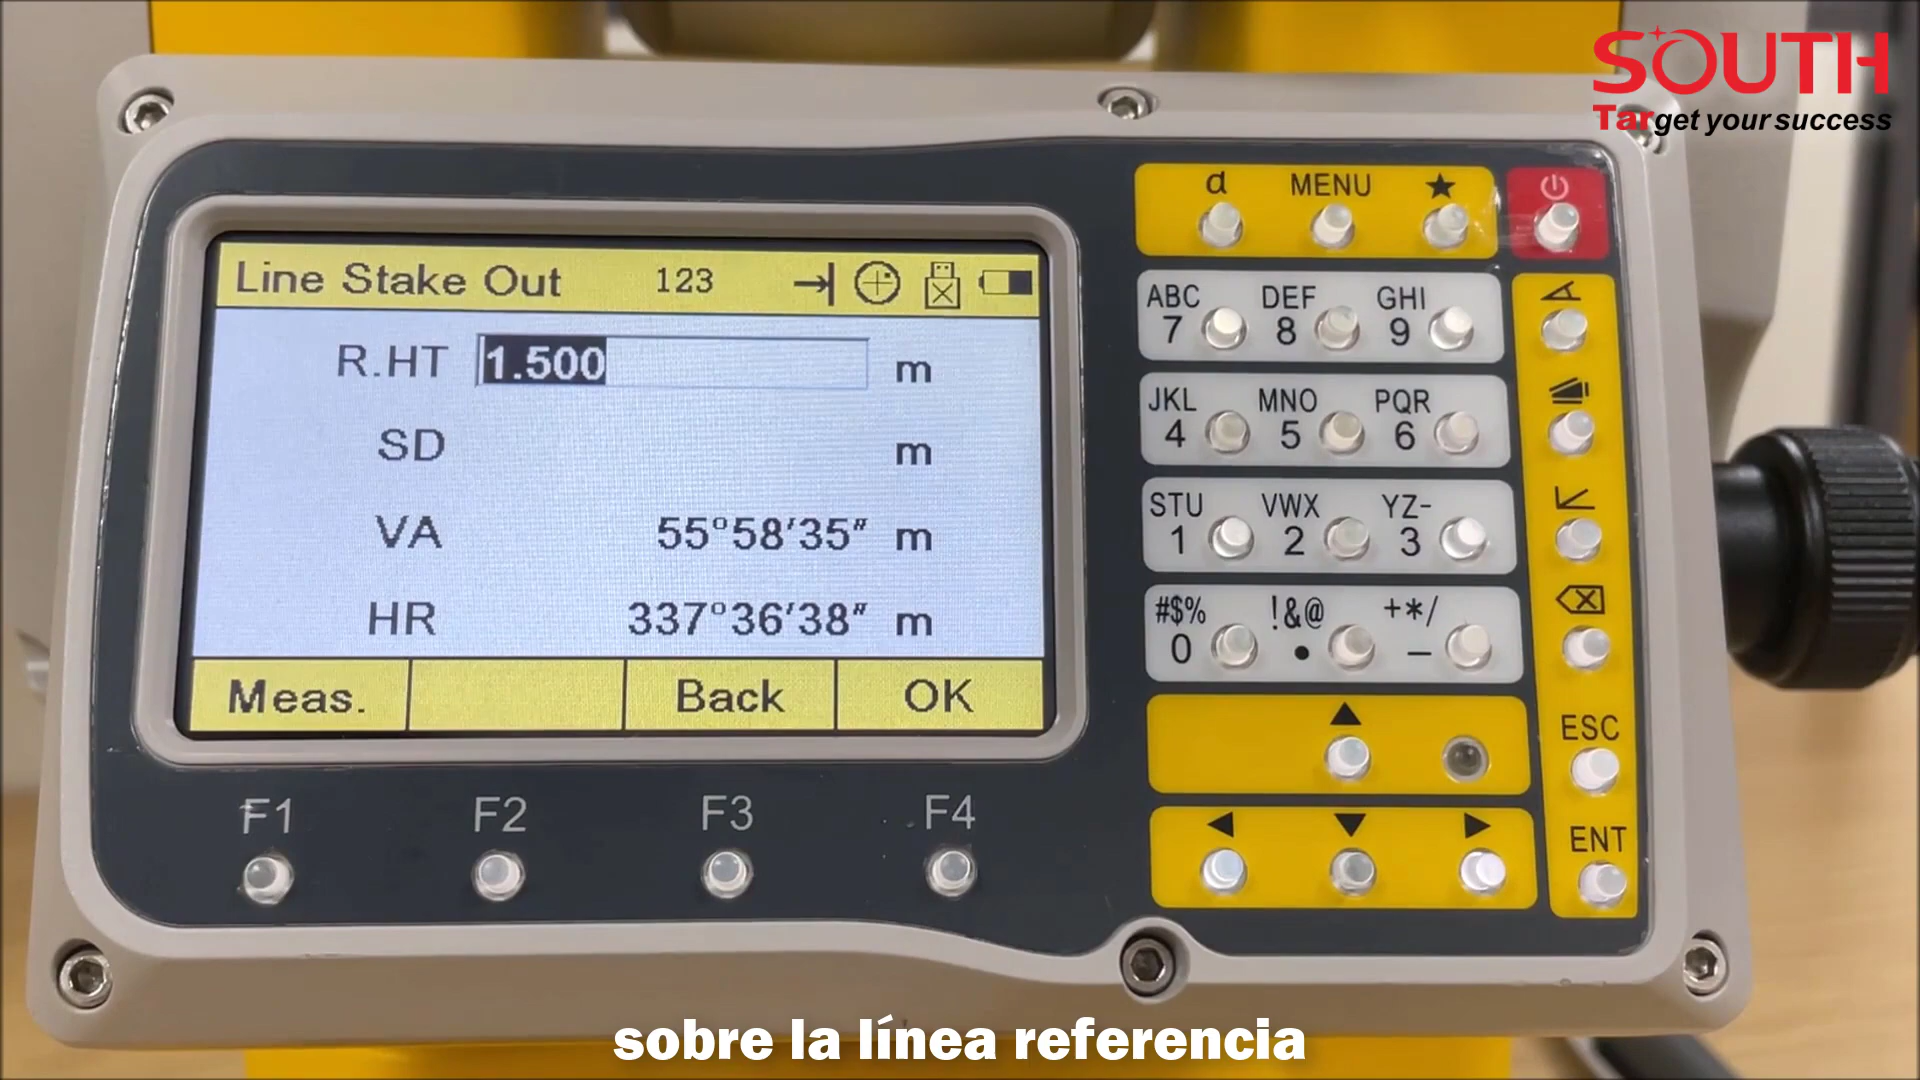 SOUTH
Target your success
Line Stake Out 123
R.HT 1.500 m
SD m
VA 55°58'35" m
HR 337°36'38" m
Meas. Back OK
F1 F2 F3 F4
α MENU ★
ABC DEF GHI
7 8 9
JKL MNO PQR
4 5 6
STU VWX YZ-
1 2 3
#$% !&@ +*/
0 • –
ESC
ENT
sobre la línea referencia